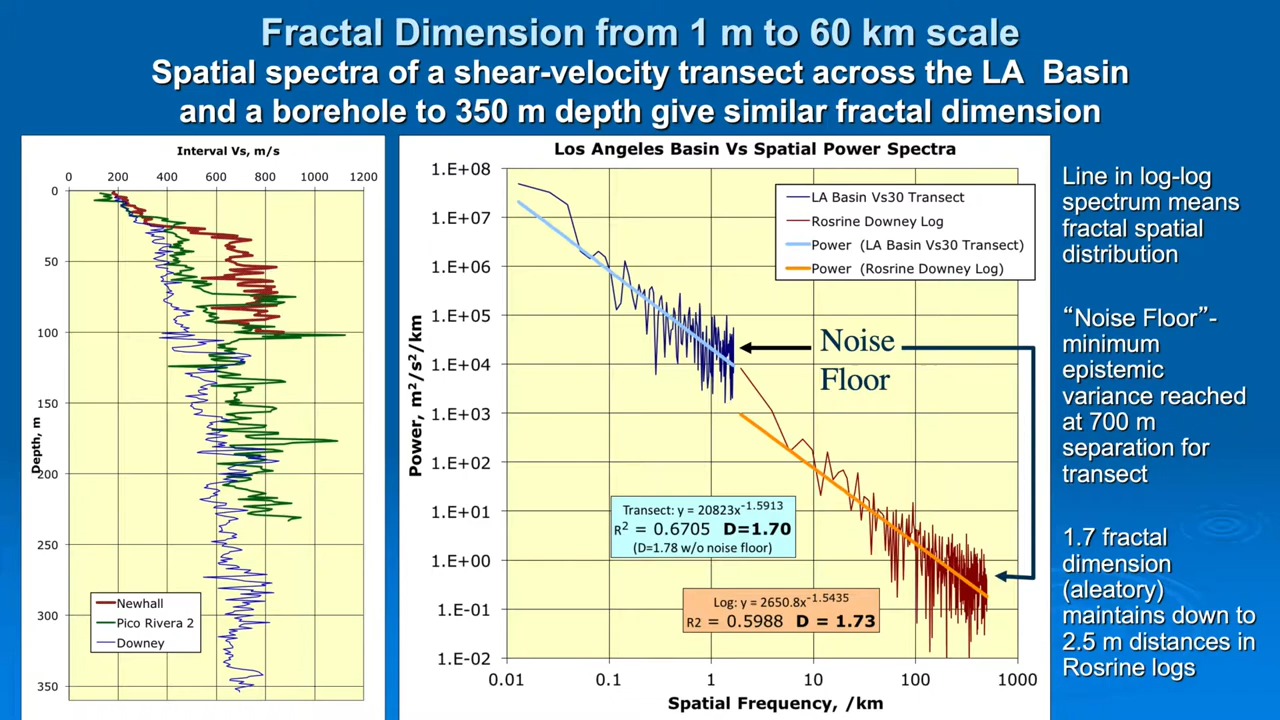 Fractal Dimension from 1 m to 60 km scale
Spatial spectra of a shear-velocity transect across the LA Basin
and a borehole to 350 m depth give similar fractal dimension
Interval Vs, m/s
0 200 400 600 800 1000 1200
0
50
100
150
200
250
300
350
Depth, m
Newhall
Pico Rivera 2
Downey
Los Angeles Basin Vs Spatial Power Spectra
1.E+08
1.E+07
1.E+06
1.E+05
1.E+04
1.E+03
1.E+02
1.E+01
1.E+00
1.E-01
1.E-02
Power, m²/s²/km
LA Basin Vs30 Transect
Rosrine Downey Log
Power (LA Basin Vs30 Transect)
Power (Rosrine Downey Log)
Noise
Floor
Transect: y = 20823x^-1.5913
R² = 0.6705 D=1.70
(D=1.78 w/o noise floor)
Log: y = 2650.8x^-1.5435
R2 = 0.5988 D = 1.73
0.01 0.1 1 10 100 1000
Spatial Frequency, /km
Line in log-log
spectrum means
fractal spatial
distribution
“Noise Floor”-
minimum
epistemic
variance reached
at 700 m
separation for
transect
1.7 fractal
dimension
(aleatory)
maintains down to
2.5 m distances in
Rosrine logs